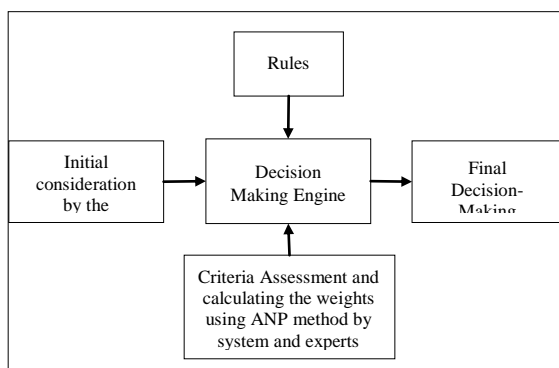 Rules
Initial
consideration
by the
Decision
Making Engine
Final
Decision-
Making
Criteria Assessment and
calculating the weights
using ANP method by
system and experts